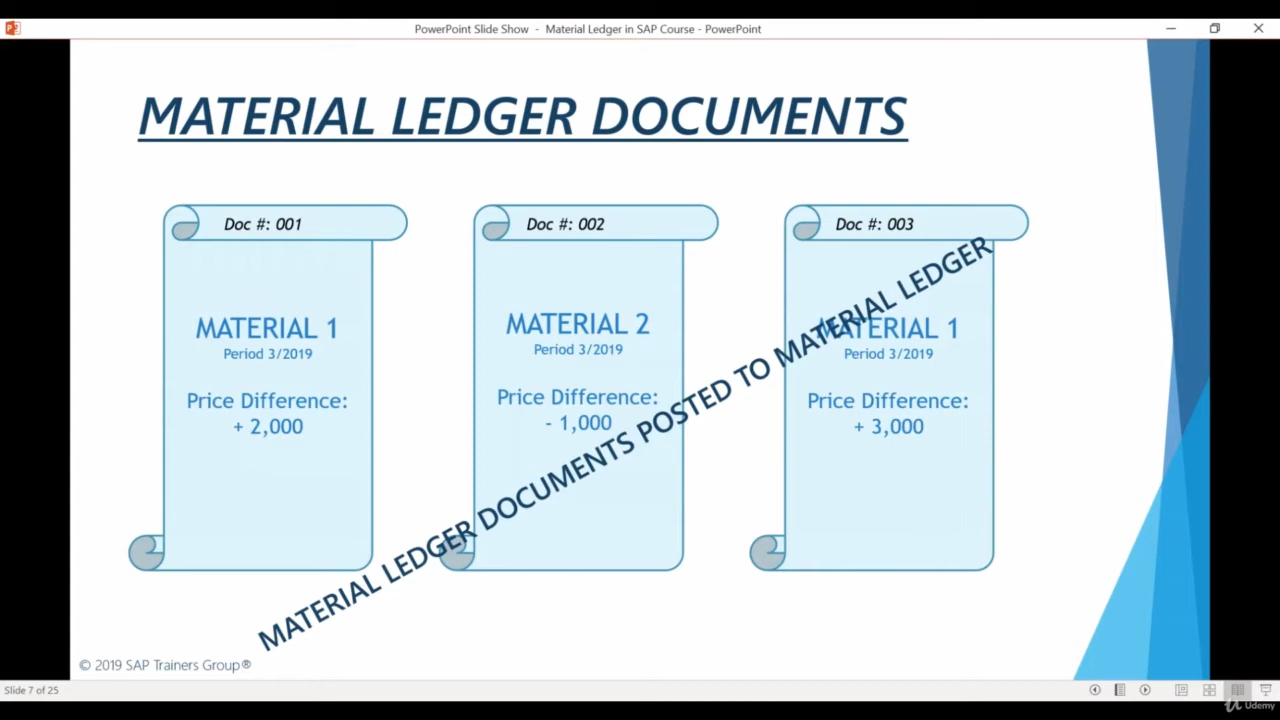 PowerPoint Slide Show - Material Ledger in SAP Course - PowerPoint
MATERIAL LEDGER DOCUMENTS
Doc #: 001
MATERIAL 1
Period 3/2019
Price Difference:
+ 2,000
Doc #: 002
MATERIAL 2
Period 3/2019
Price Difference:
- 1,000
Doc #: 003
MATERIAL 1
Period 3/2019
Price Difference:
+ 3,000
MATERIAL LEDGER DOCUMENTS POSTED TO MATERIAL LEDGER
© 2019 SAP Trainers Group®
Slide 7 of 25
Udemy